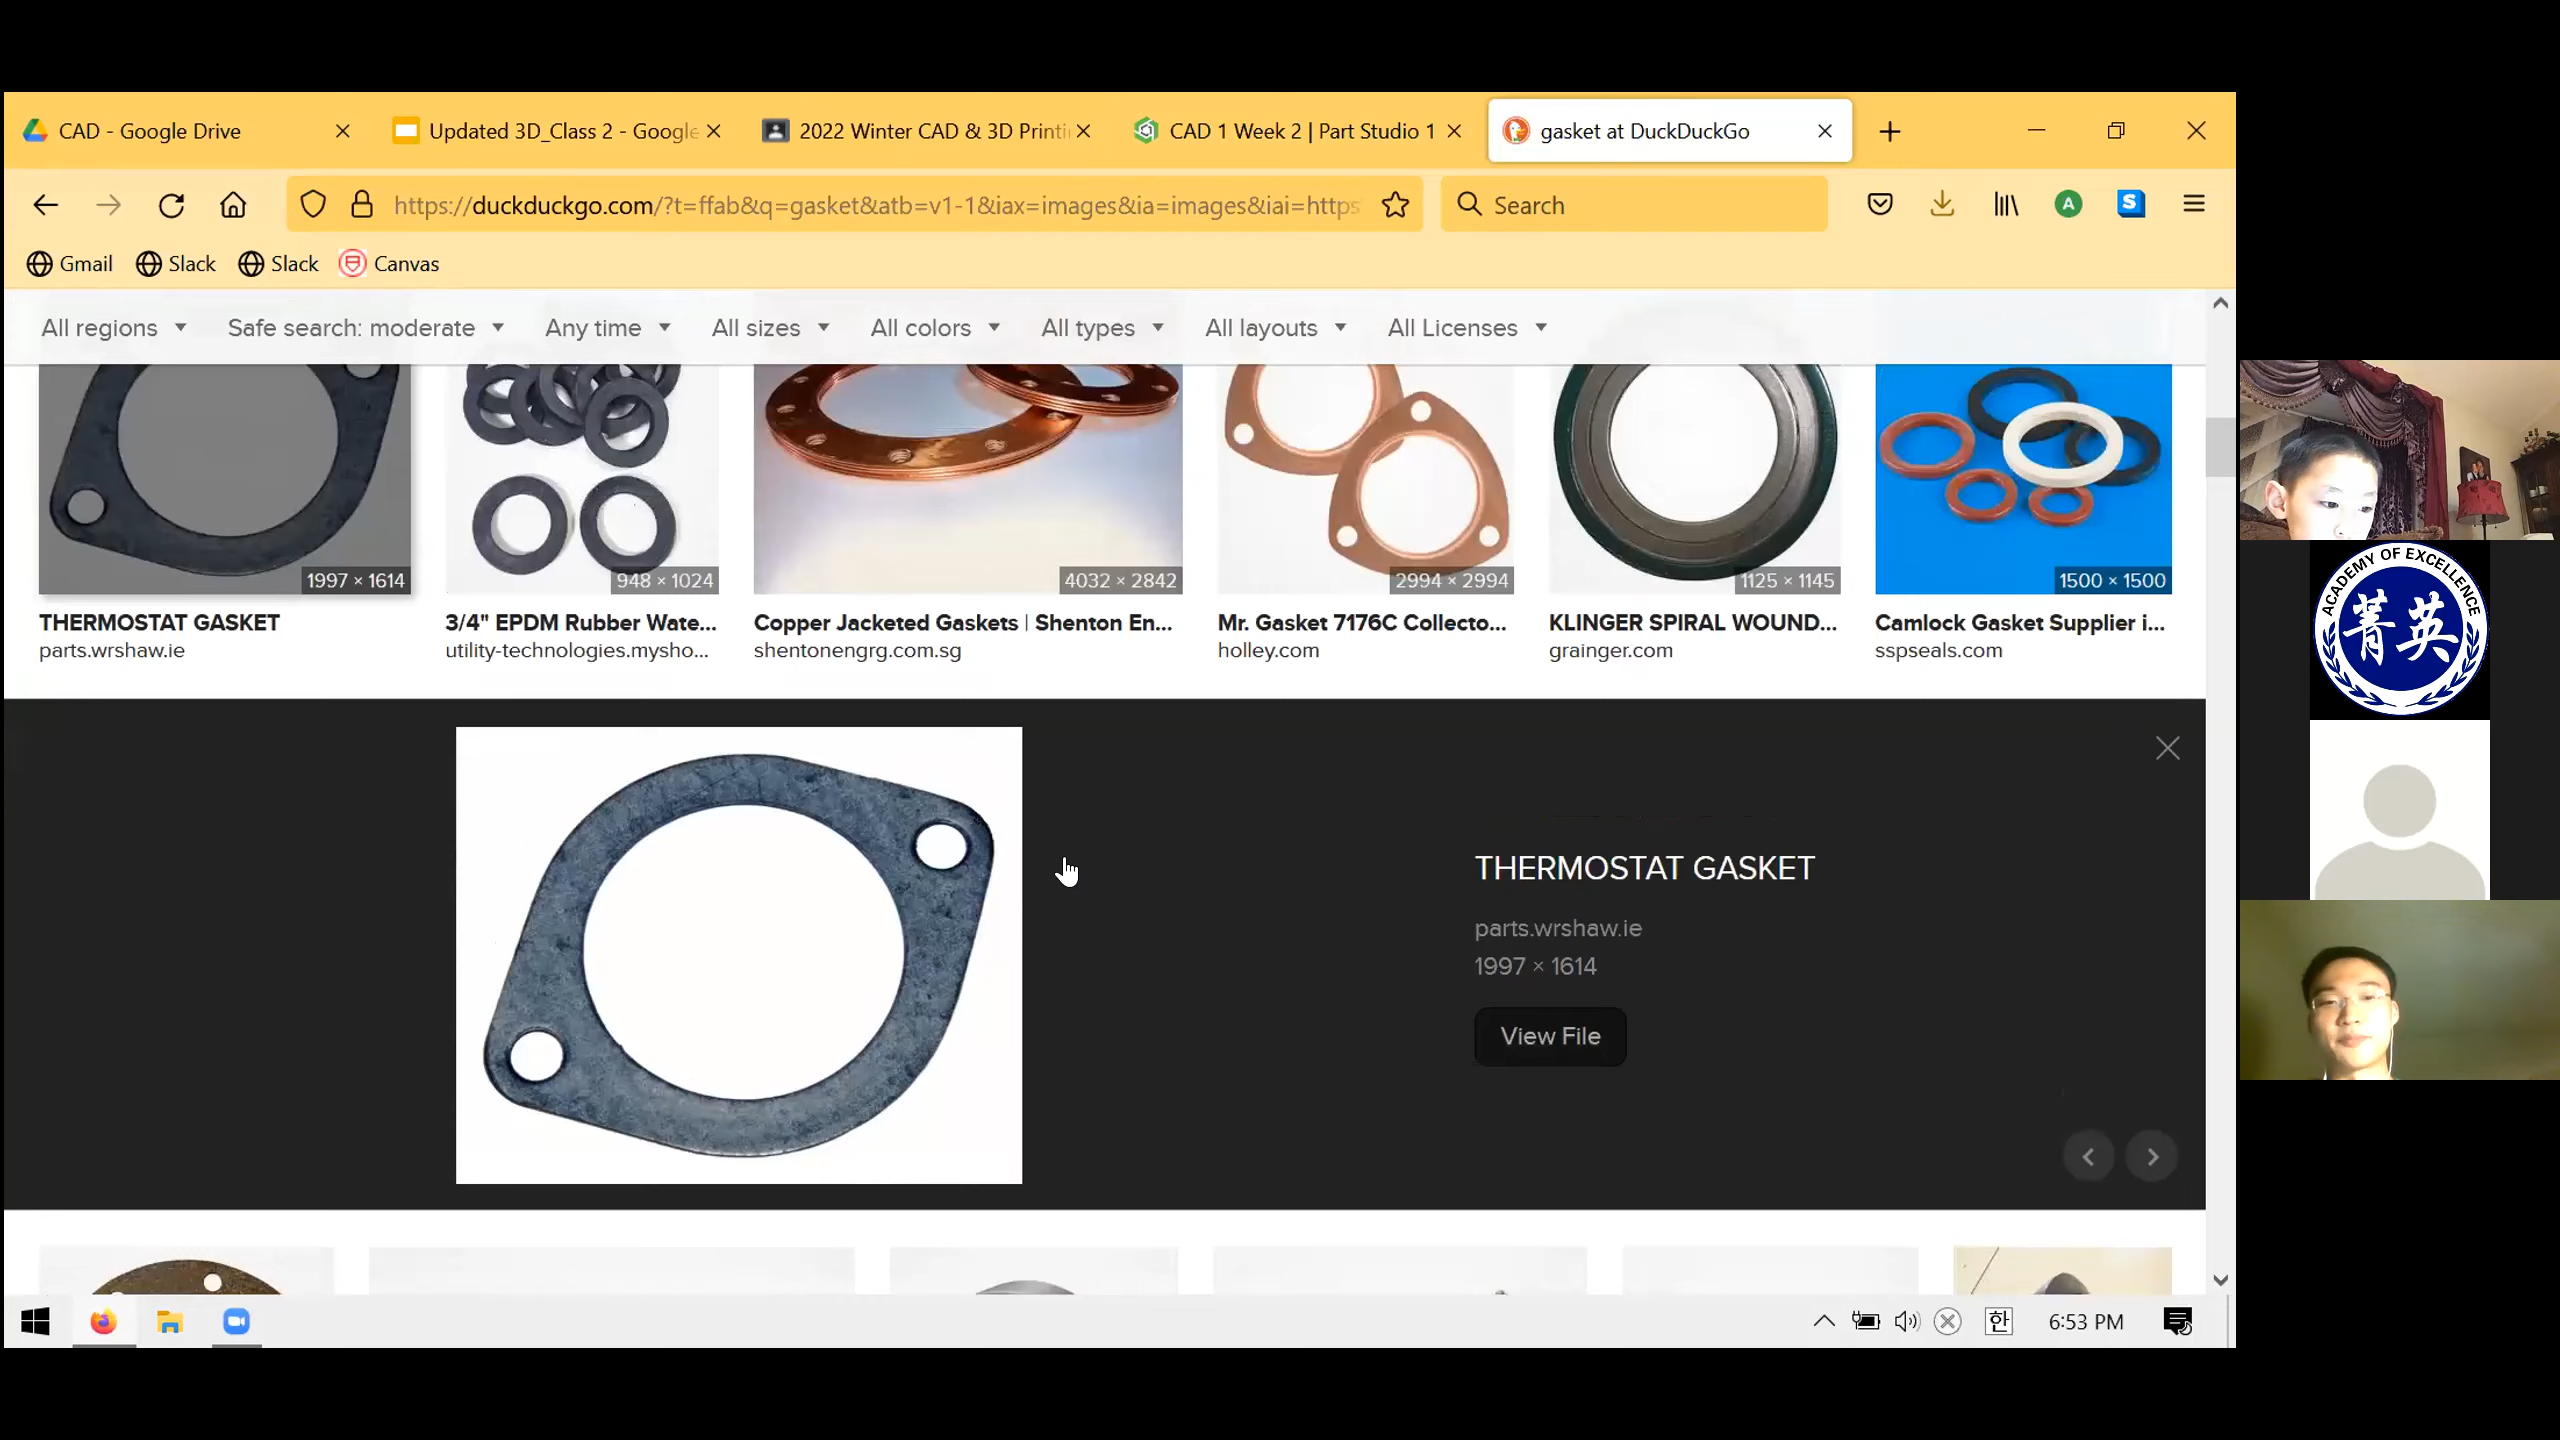 CAD - Google Drive
Updated 3D_Class 2 - Google
2022 Winter CAD & 3D Printi
CAD 1 Week 2 | Part Studio 1
gasket at DuckDuckGo
https://duckduckgo.com/?t=ffab&q=gasket&atb=v1-1&iax=images&ia=images&iai=https
Search
A
S
Gmail
Slack
Slack
Canvas
All regions
Safe search: moderate
Any time
All sizes
All colors
All types
All layouts
All Licenses
1997 × 1614
948 × 1024
4032 × 2842
2994 × 2994
1125 × 1145
1500 × 1500
THERMOSTAT GASKET
parts.wrshaw.ie
3/4" EPDM Rubber Wate...
utility-technologies.mysho...
Copper Jacketed Gaskets | Shenton En...
shentonengrg.com.sg
Mr. Gasket 7176C Collecto...
holley.com
KLINGER SPIRAL WOUND...
grainger.com
Camlock Gasket Supplier i...
sspseals.com
THERMOSTAT GASKET
parts.wrshaw.ie
1997 × 1614
View File
ACADEMY OF EXCELLENCE
菁英
한
6:53 PM